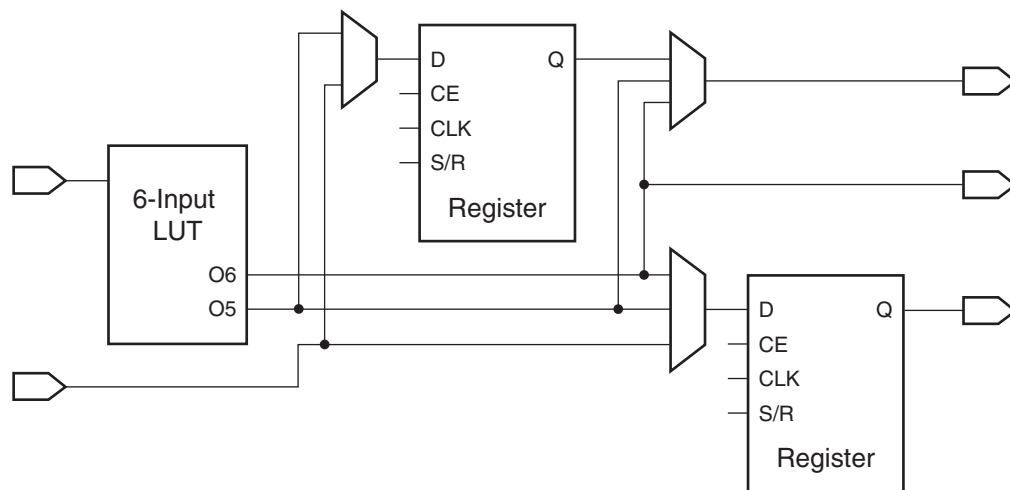 D
Q
CE
CLK
S/R
Register
6-Input
LUT
O6
O5
D
Q
CE
CLK
S/R
Register